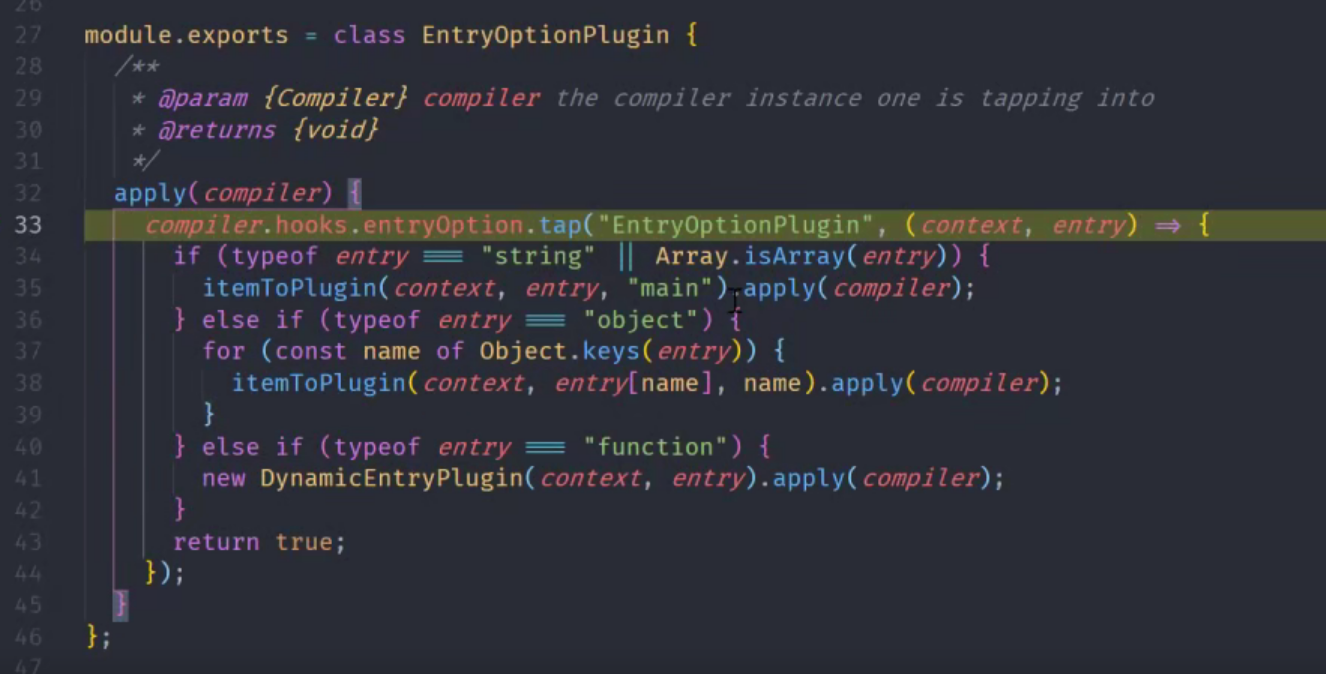 26
27 module.exports = class EntryOptionPlugin {
28 /**
29 * @param {Compiler} compiler the compiler instance one is tapping into
30 * @returns {void}
31 */
32 apply(compiler) {
33 compiler.hooks.entryOption.tap("EntryOptionPlugin", (context, entry) => {
34 if (typeof entry === "string" || Array.isArray(entry)) {
35 itemToPlugin(context, entry, "main").apply(compiler);
36 } else if (typeof entry === "object") {
37 for (const name of Object.keys(entry)) {
38 itemToPlugin(context, entry[name], name).apply(compiler);
39 }
40 } else if (typeof entry === "function") {
41 new DynamicEntryPlugin(context, entry).apply(compiler);
42 }
43 return true;
44 });
45 }
46 };
47